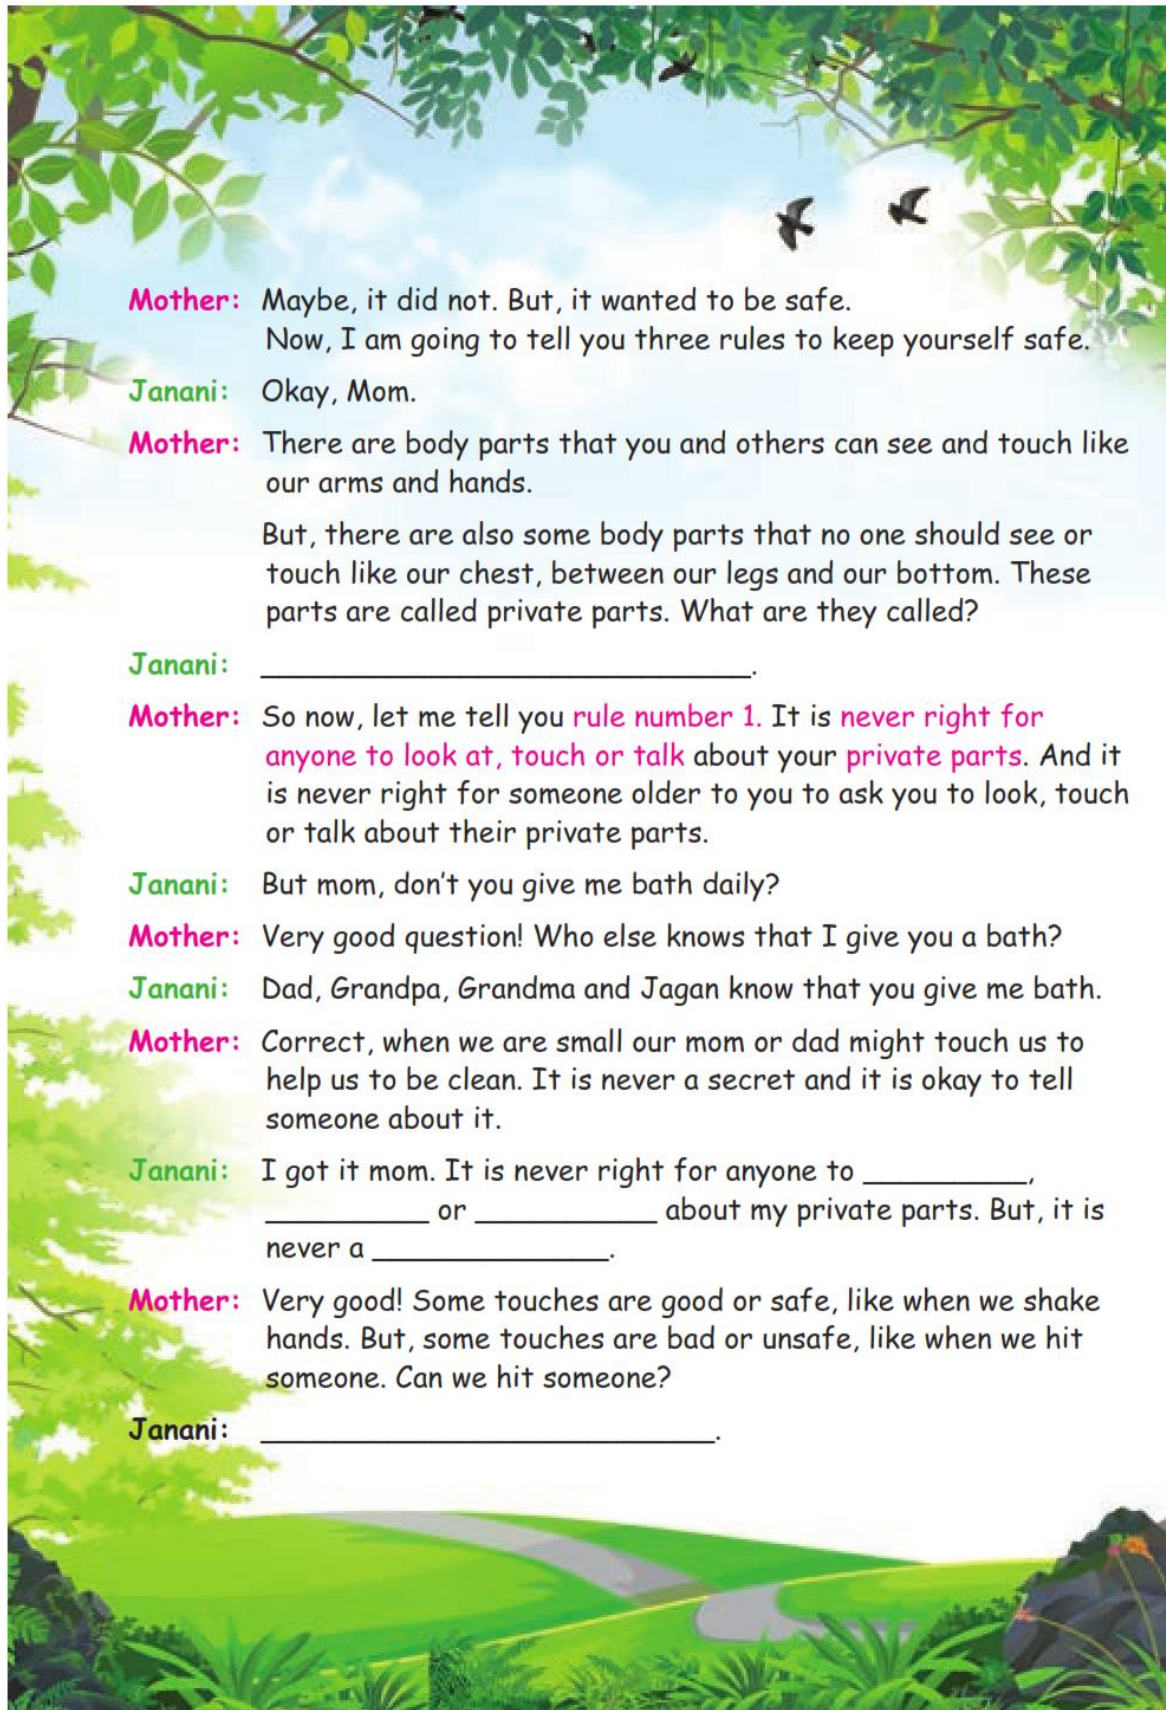 Mother: Maybe, it did not. But, it wanted to be safe.
Now, I am going to tell you three rules to keep yourself safe.
Janani: Okay, Mom.
Mother: There are body parts that you and others can see and touch like
our arms and hands.
But, there are also some body parts that no one should see or
touch like our chest, between our legs and our bottom. These
parts are called private parts. What are they called?
Janani: ______________________________.
Mother: So now, let me tell you rule number 1. It is never right for
anyone to look at, touch or talk about your private parts. And it
is never right for someone older to you to ask you to look, touch
or talk about their private parts.
Janani: But mom, don't you give me bath daily?
Mother: Very good question! Who else knows that I give you a bath?
Janani: Dad, Grandpa, Grandma and Jagan know that you give me bath.
Mother: Correct, when we are small our mom or dad might touch us to
help us to be clean. It is never a secret and it is okay to tell
someone about it.
Janani: I got it mom. It is never right for anyone to __________,
__________ or ___________ about my private parts. But, it is
never a ______________.
Mother: Very good! Some touches are good or safe, like when we shake
hands. But, some touches are bad or unsafe, like when we hit
someone. Can we hit someone?
Janani: ____________________________.